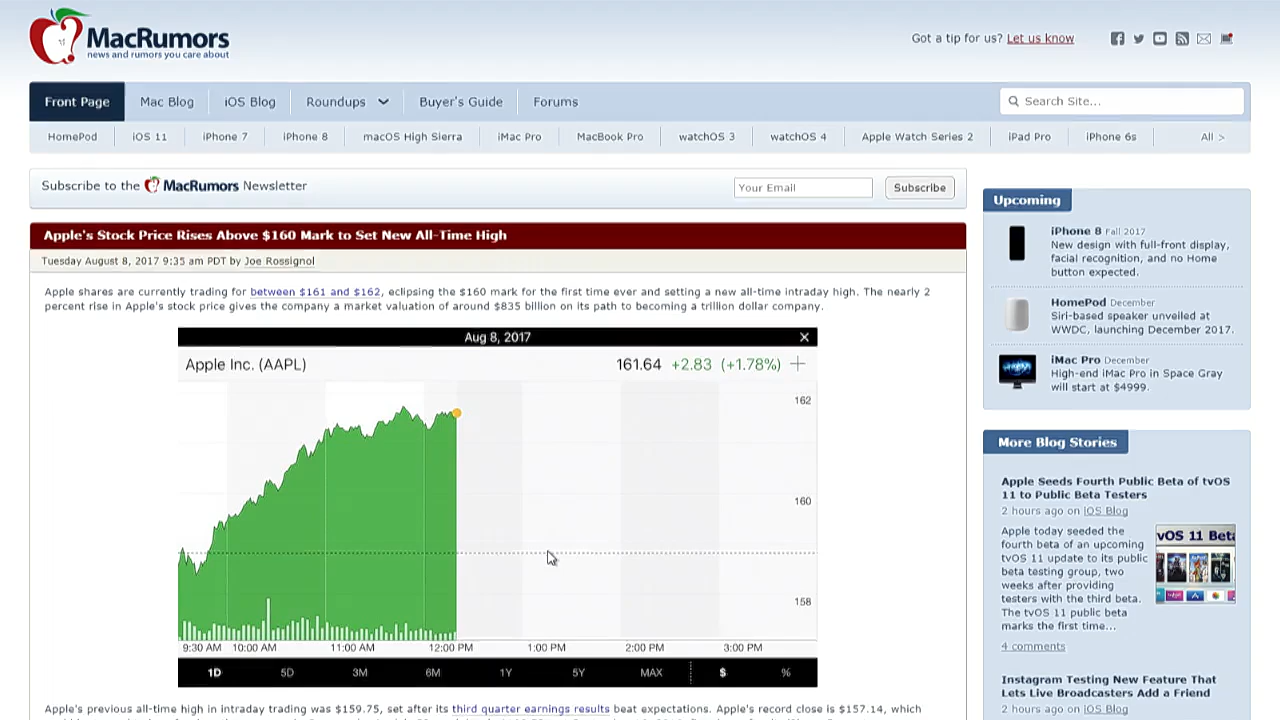 MacRumors
news and rumors you care about
Got a tip for us? Let us know
Front Page Mac Blog iOS Blog Roundups Buyer's Guide Forums Search Site...
HomePod iOS 11 iPhone 7 iPhone 8 macOS High Sierra iMac Pro MacBook Pro watchOS 3 watchOS 4 Apple Watch Series 2 iPad Pro iPhone 6s All >
Subscribe to the MacRumors Newsletter Your Email Subscribe
Apple's Stock Price Rises Above $160 Mark to Set New All-Time High
Tuesday August 8, 2017 9:35 am PDT by Joe Rossignol
Apple shares are currently trading for between $161 and $162, eclipsing the $160 mark for the first time ever and setting a new all-time intraday high. The nearly 2
percent rise in Apple's stock price gives the company a market valuation of around $835 billion on its path to becoming a trillion dollar company.
Aug 8, 2017
Apple Inc. (AAPL) 161.64 +2.83 (+1.78%)
162
160
158
9:30 AM 10:00 AM 11:00 AM 12:00 PM 1:00 PM 2:00 PM 3:00 PM
1D 5D 3M 6M 1Y 5Y MAX $ %
Apple's previous all-time high in intraday trading was $159.75, set after its third quarter earnings results beat expectations. Apple's record close is $157.14, which
Upcoming
iPhone 8 Fall 2017
New design with full-front display,
facial recognition, and no Home
button expected.
HomePod December
Siri-based speaker unveiled at
WWDC, launching December 2017.
iMac Pro December
High-end iMac Pro in Space Gray
will start at $4999.
More Blog Stories
Apple Seeds Fourth Public Beta of tvOS
11 to Public Beta Testers
2 hours ago on iOS Blog
Apple today seeded the
fourth beta of an upcoming
tvOS 11 update to its public
beta testing group, two
weeks after providing
testers with the third beta.
The tvOS 11 public beta
marks the first time...
vOS 11 Beta
4 comments
Instagram Testing New Feature That
Lets Live Broadcasters Add a Friend
2 hours ago on iOS Blog